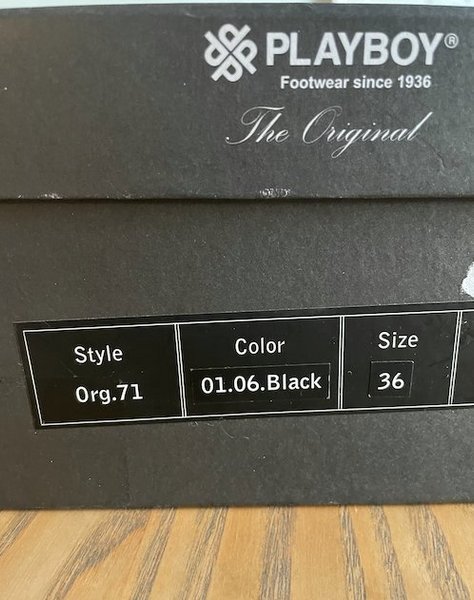 PLAYBOY®
Footwear since 1936
The Original
Style Color Size
Org.71 01.06.Black 36